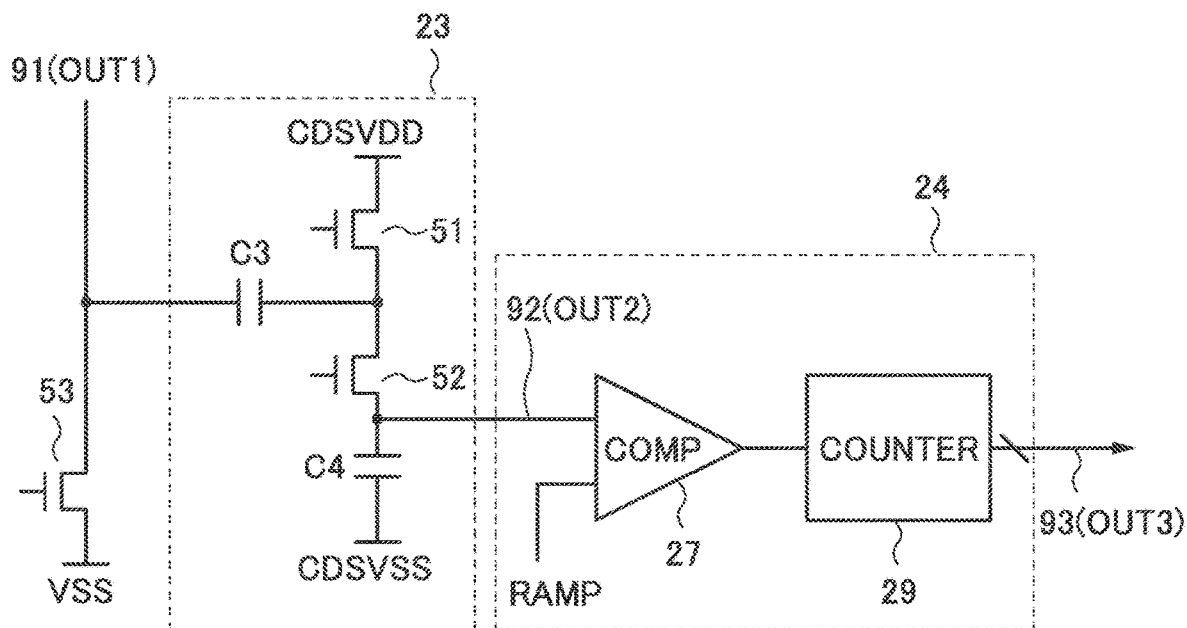 23
91(OUT1)
CDSVDD
24
51
C3
92(OUT2)
53
52
COMP
COUNTER
C4
93(OUT3)
27
CDSVSS
VSS
RAMP
29